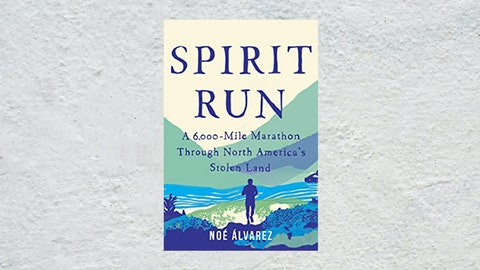 SPIRIT
RUN
A 6,000-Mile Marathon
Through North America's
Stolen Land
NOÉ ÁLVAREZ